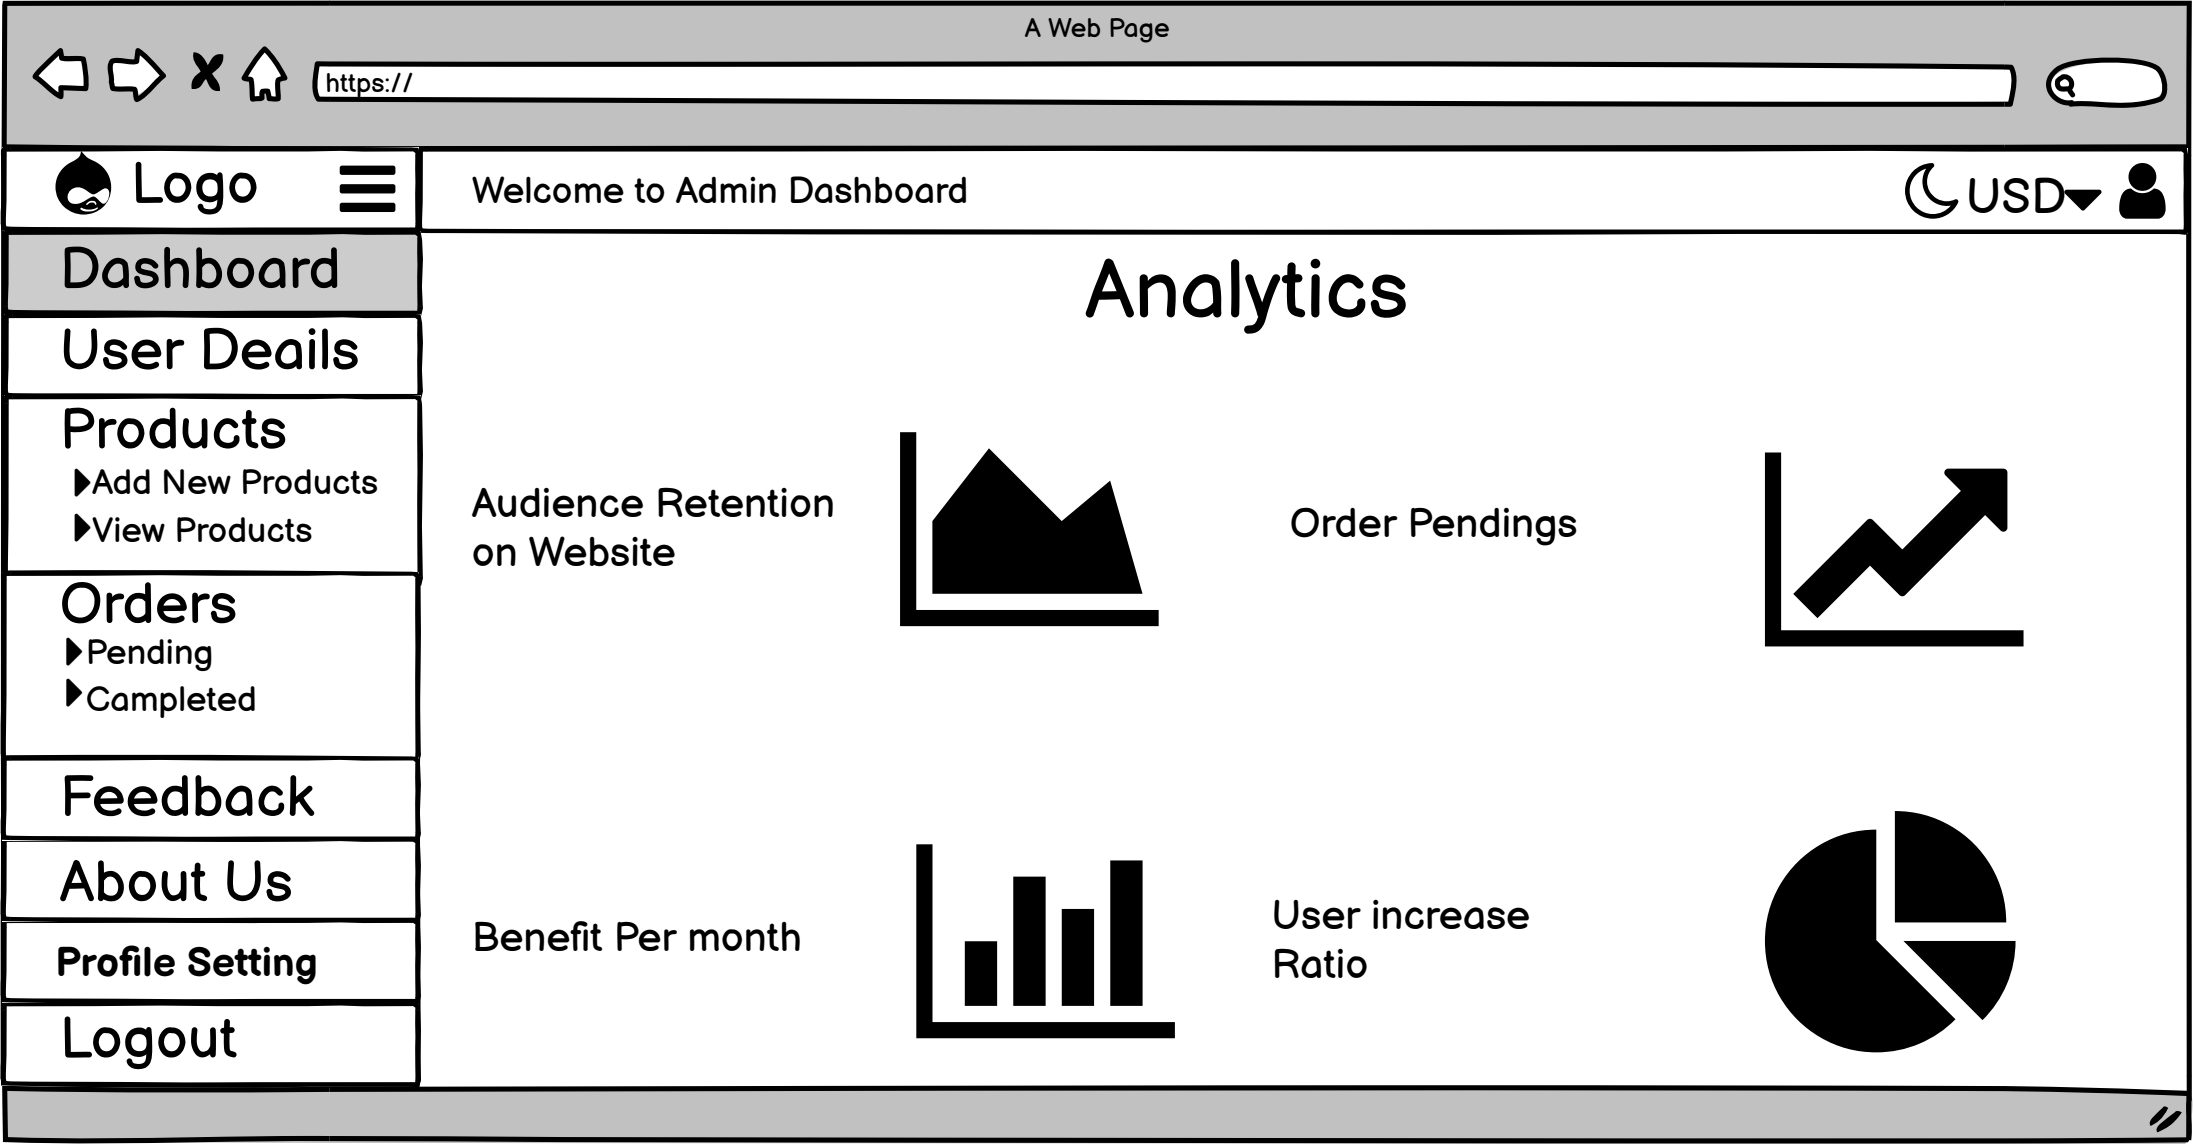 A Web Page
https://
Logo
Welcome to Admin Dashboard
USD
Dashboard
User Deails
Products
Add New Products
View Products
Orders
Pending
Campleted
Feedback
About Us
Profile Setting
Logout
Analytics
Audience Retention
on Website
Order Pendings
Benefit Per month
User increase
Ratio